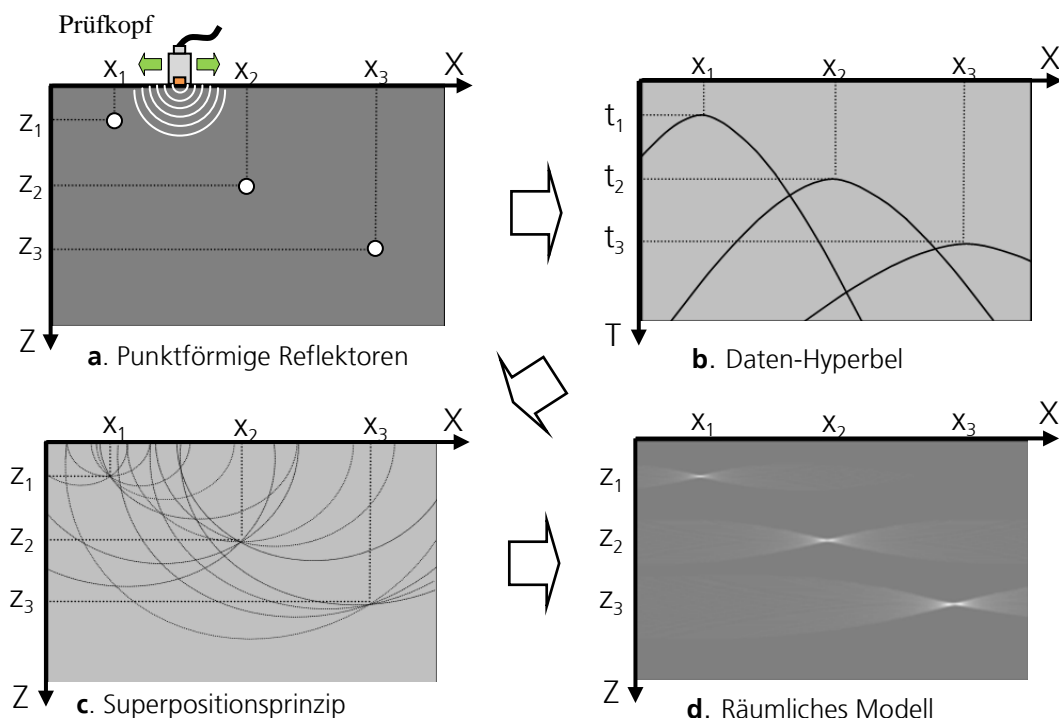 Prüfkopf
X₁ X₂ X₃ X
Z₁
Z₂
Z₃
Z
a. Punktförmige Reflektoren
X₁ X₂ X₃ X
t₁
t₂
t₃
T
b. Daten-Hyperbel
X₁ X₂ X₃ X
Z₁
Z₂
Z₃
Z
c. Superpositionsprinzip
X₁ X₂ X₃ X
Z₁
Z₂
Z₃
Z
d. Räumliches Modell